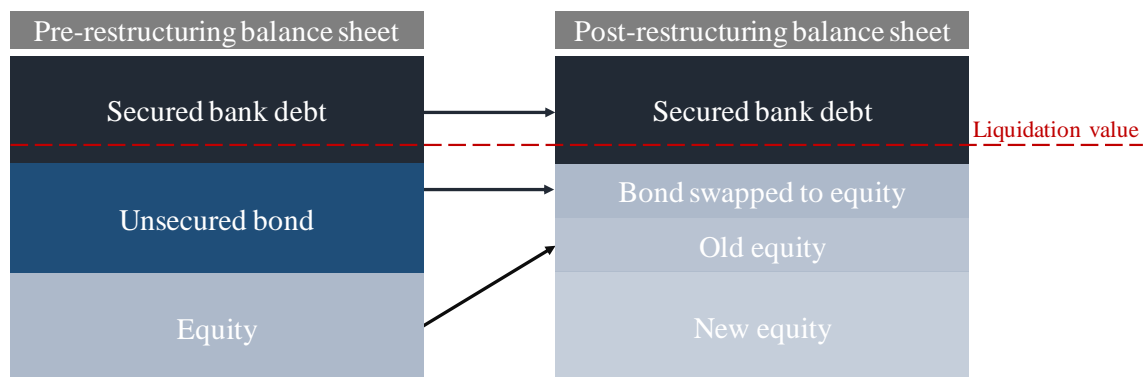 Pre-restructuring balance sheet
Post-restructuring balance sheet
Secured bank debt
Secured bank debt
Liquidation value
Unsecured bond
Bond swapped to equity
Old equity
Equity
New equity